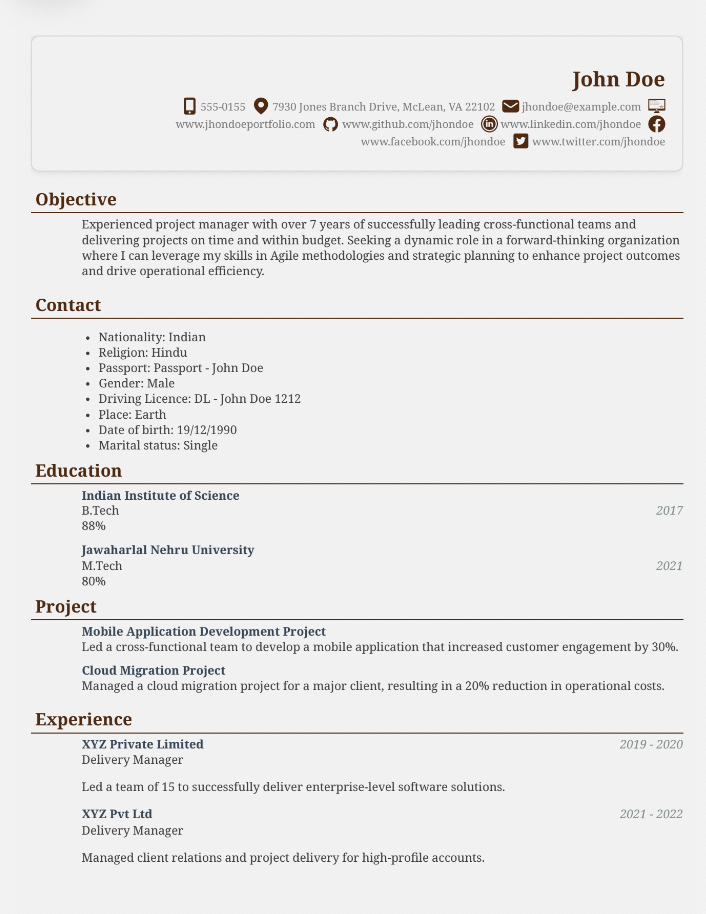 John Doe
555-0155 7930 Jones Branch Drive, McLean, VA 22102 jhondoe@example.com
www.jhondoeportfolio.com www.github.com/jhondoe www.linkedin.com/jhondoe
www.facebook.com/jhondoe www.twitter.com/jhondoe
Objective
Experienced project manager with over 7 years of successfully leading cross-functional teams and
delivering projects on time and within budget. Seeking a dynamic role in a forward-thinking organization
where I can leverage my skills in Agile methodologies and strategic planning to enhance project outcomes
and drive operational efficiency.
Contact
• Nationality: Indian
• Religion: Hindu
• Passport: Passport - John Doe
• Gender: Male
• Driving Licence: DL - John Doe 1212
• Place: Earth
• Date of birth: 19/12/1990
• Marital status: Single
Education
Indian Institute of Science
B.Tech 2017
88%
Jawaharlal Nehru University
M.Tech 2021
80%
Project
Mobile Application Development Project
Led a cross-functional team to develop a mobile application that increased customer engagement by 30%.
Cloud Migration Project
Managed a cloud migration project for a major client, resulting in a 20% reduction in operational costs.
Experience
XYZ Private Limited 2019 - 2020
Delivery Manager
Led a team of 15 to successfully deliver enterprise-level software solutions.
XYZ Pvt Ltd 2021 - 2022
Delivery Manager
Managed client relations and project delivery for high-profile accounts.